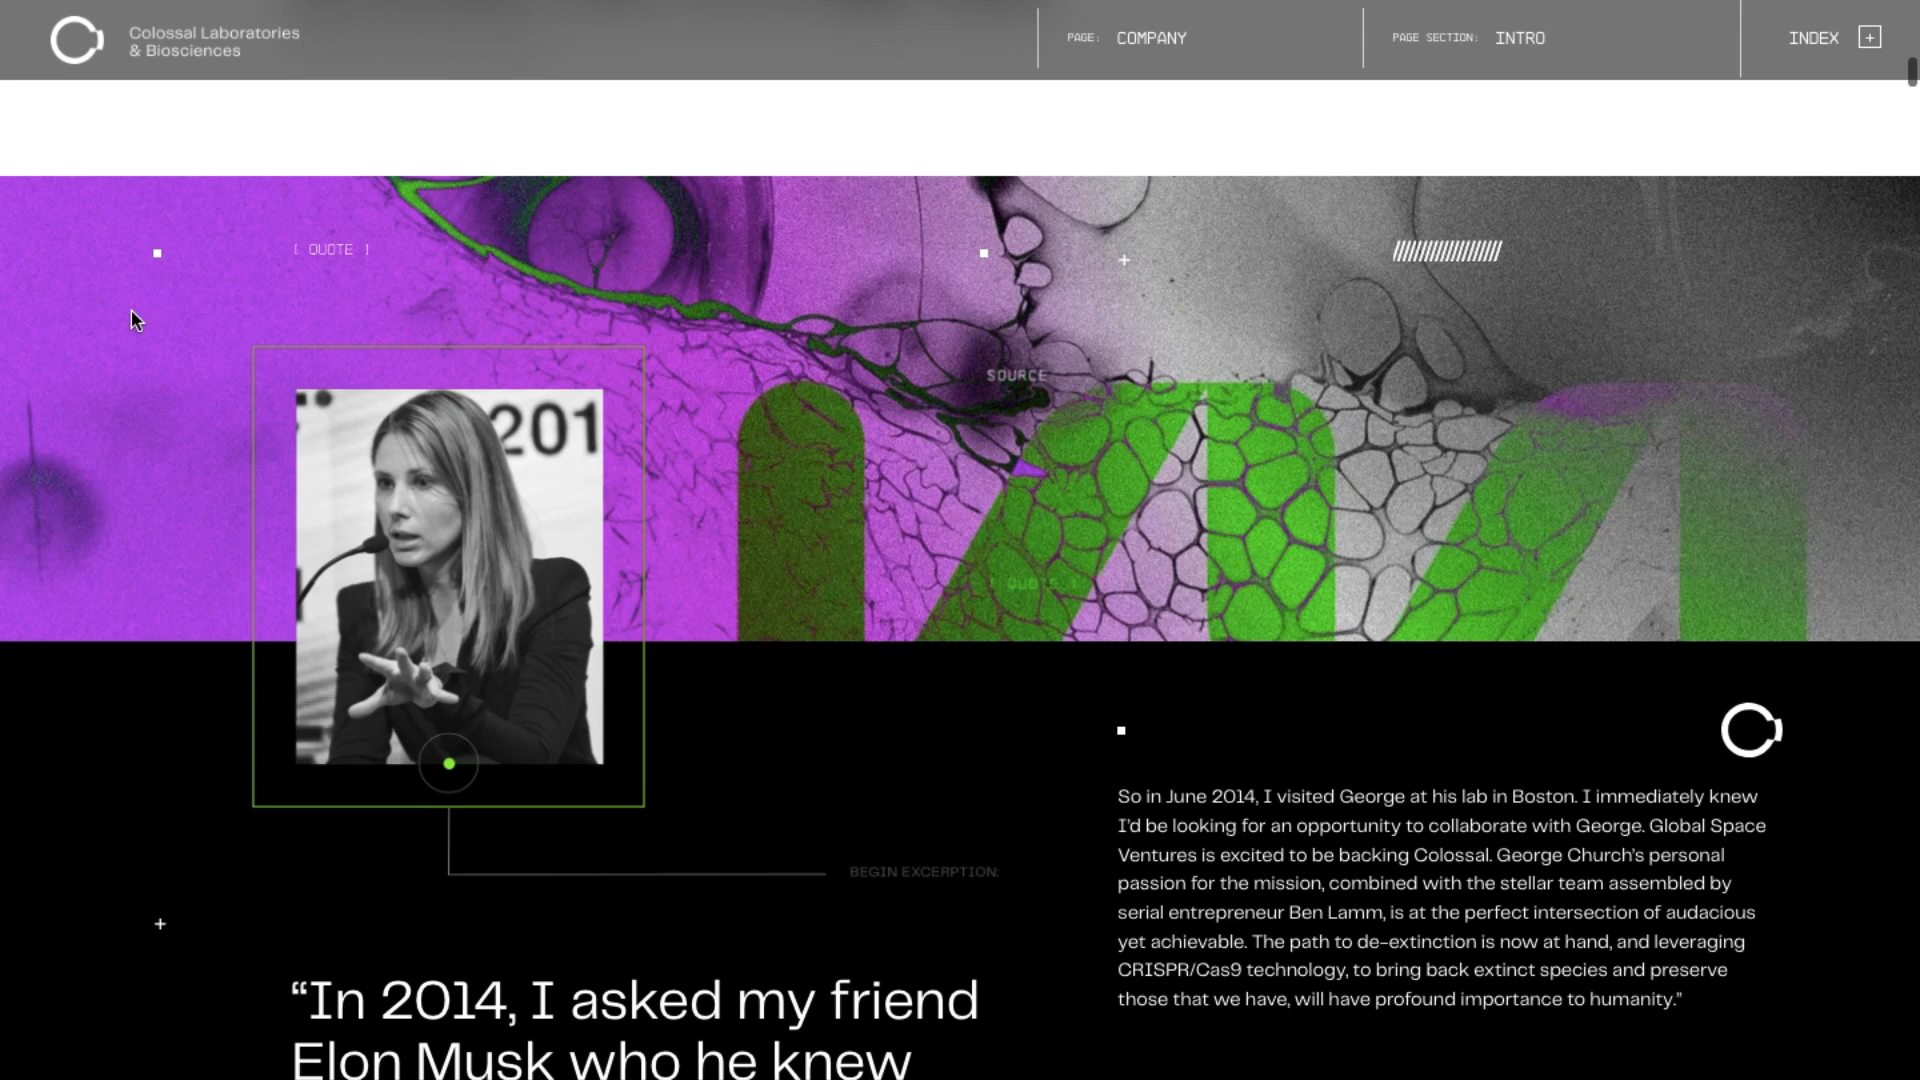 Colossal Laboratories
& Biosciences
PAGE: COMPANY
PAGE SECTION: INTRO
INDEX
[ QUOTE ]
SOURCE
201
[ QUOTE ]
BEGIN EXCERPTION:
“In 2014, I asked my friend
Elon Musk who he knew
So in June 2014, I visited George at his lab in Boston. I immediately knew
I’d be looking for an opportunity to collaborate with George. Global Space
Ventures is excited to be backing Colossal. George Church’s personal
passion for the mission, combined with the stellar team assembled by
serial entrepreneur Ben Lamm, is at the perfect intersection of audacious
yet achievable. The path to de-extinction is now at hand, and leveraging
CRISPR/Cas9 technology, to bring back extinct species and preserve
those that we have, will have profound importance to humanity.”